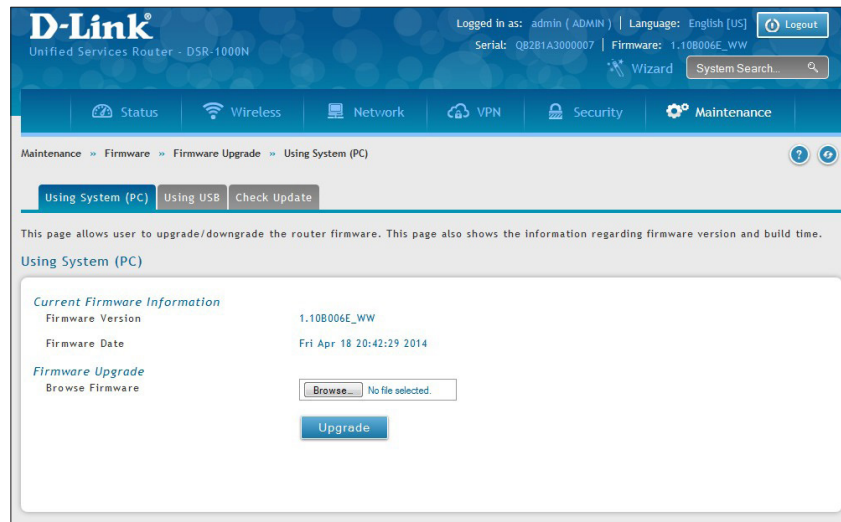 D-Link
Logged in as: admin ( ADMIN ) | Language: English [US] Logout
Unified Services Router - DSR-1000N
Serial: QB2B1A3000007 | Firmware: 1.10B006E_WW
Wizard System Search...
Status Wireless Network VPN Security Maintenance
Maintenance » Firmware » Firmware Upgrade » Using System (PC)
Using System (PC) Using USB Check Update
This page allows user to upgrade/downgrade the router firmware. This page also shows the information regarding firmware version and build time.
Using System (PC)
Current Firmware Information
Firmware Version 1.10B006E_WW
Firmware Date Fri Apr 18 20:42:29 2014
Firmware Upgrade
Browse Firmware Browse... No file selected.
Upgrade